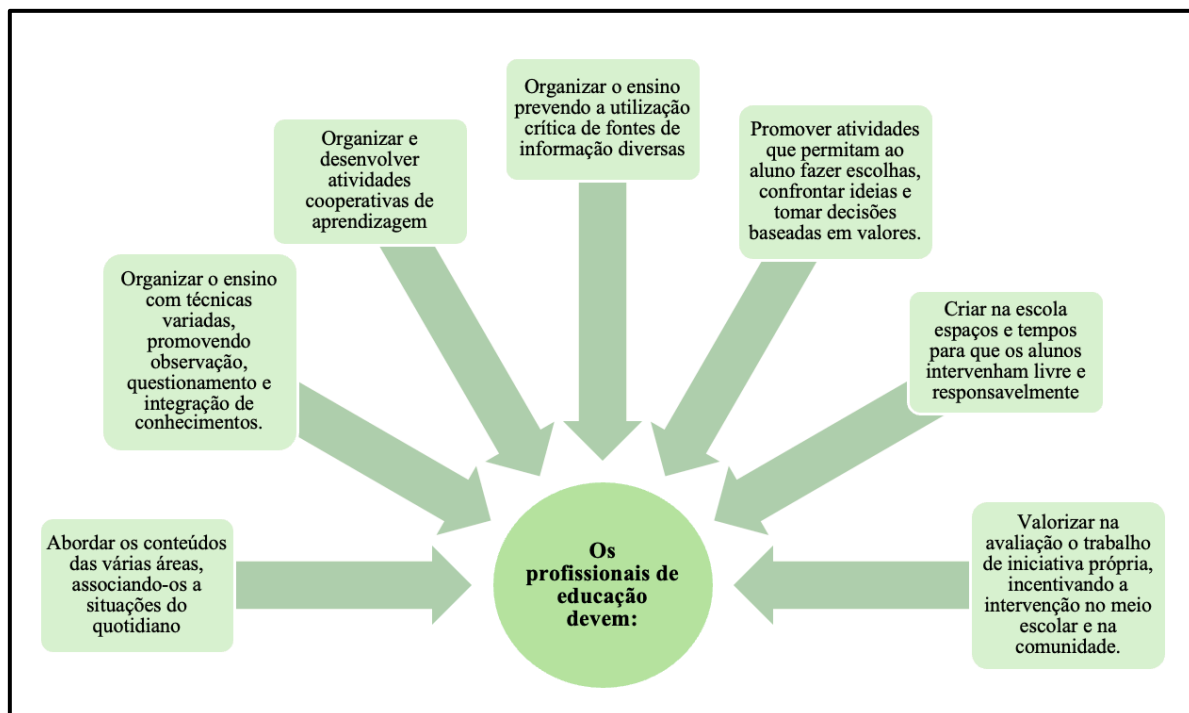 Abordar os conteúdos
das várias áreas,
associando-os a
situações do
quotidiano
Organizar o ensino
com técnicas
variadas,
promovendo
observação,
questionamento e
integração de
conhecimentos.
Organizar e
desenvolver
atividades
cooperativas de
aprendizagem
Organizar o ensino
prevendo a utilização
crítica de fontes de
informação diversas
Promover atividades
que permitam ao
aluno fazer escolhas,
confrontar ideias e
tomar decisões
baseadas em valores.
Criar na escola
espaços e tempos
para que os alunos
intervenham livre e
responsavelmente
Valorizar na
avaliação o trabalho
de iniciativa própria,
incentivando a
intervenção no meio
escolar e na
comunidade.
Os
profissionais de
educação
devem: